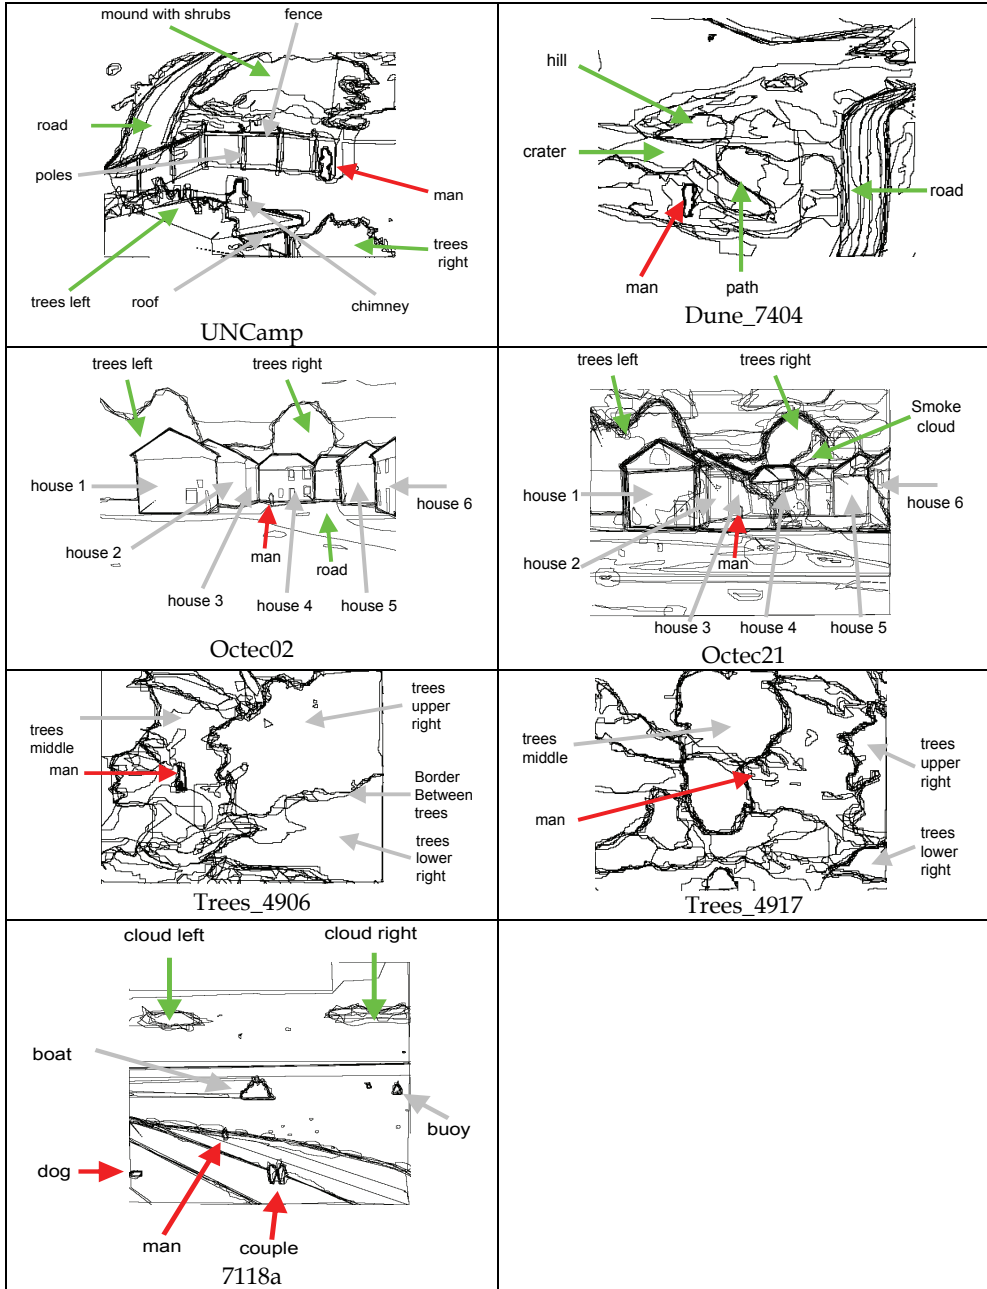 mound with shrubs
fence
road
poles
man
trees
right
trees left
roof
chimney
UNCamp
hill
crater
road
man
path
Dune_7404
trees left
trees right
house 1
house 6
house 2
man
road
house 3
house 4
house 5
Octec02
trees left
trees right
Smoke
cloud
house 1
house 6
house 2
man
house 3
house 4
house 5
Octec21
trees
middle
man
trees
upper
right
Border
Between
trees
trees
lower
right
Trees_4906
trees
middle
man
trees
upper
right
trees
lower
right
Trees_4917
cloud left
cloud right
boat
buoy
dog
man
couple
7118a